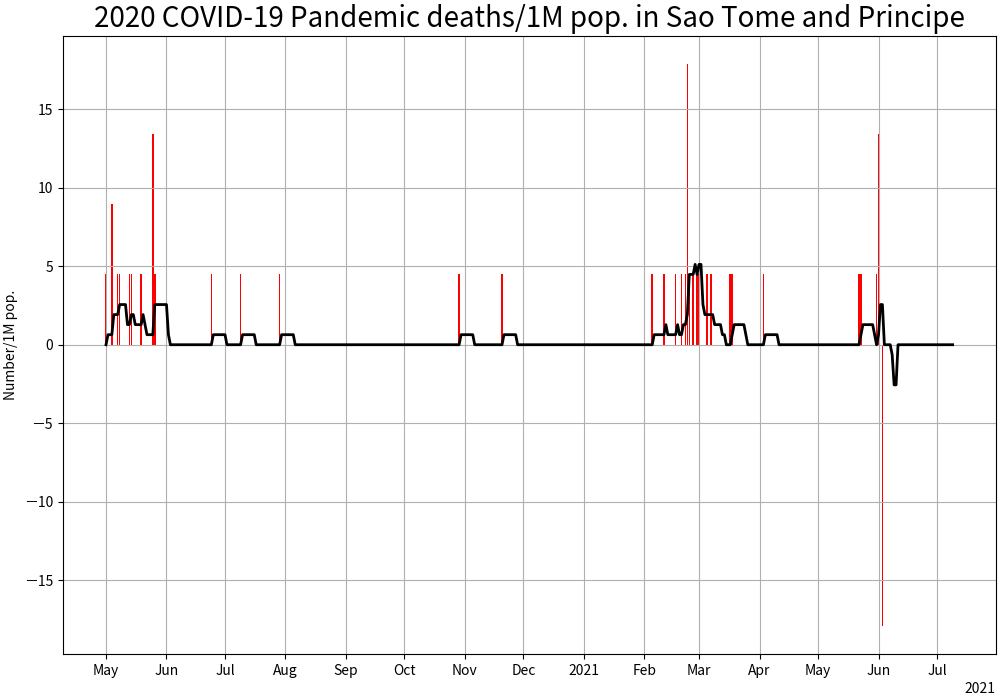 2020 COVID-19 Pandemic deaths/1M pop. in Sao Tome and Principe
Number/1M pop.
15
10
5
0
−5
−10
−15
May Jun Jul Aug Sep Oct Nov Dec 2021 Feb Mar Apr May Jun Jul
2021